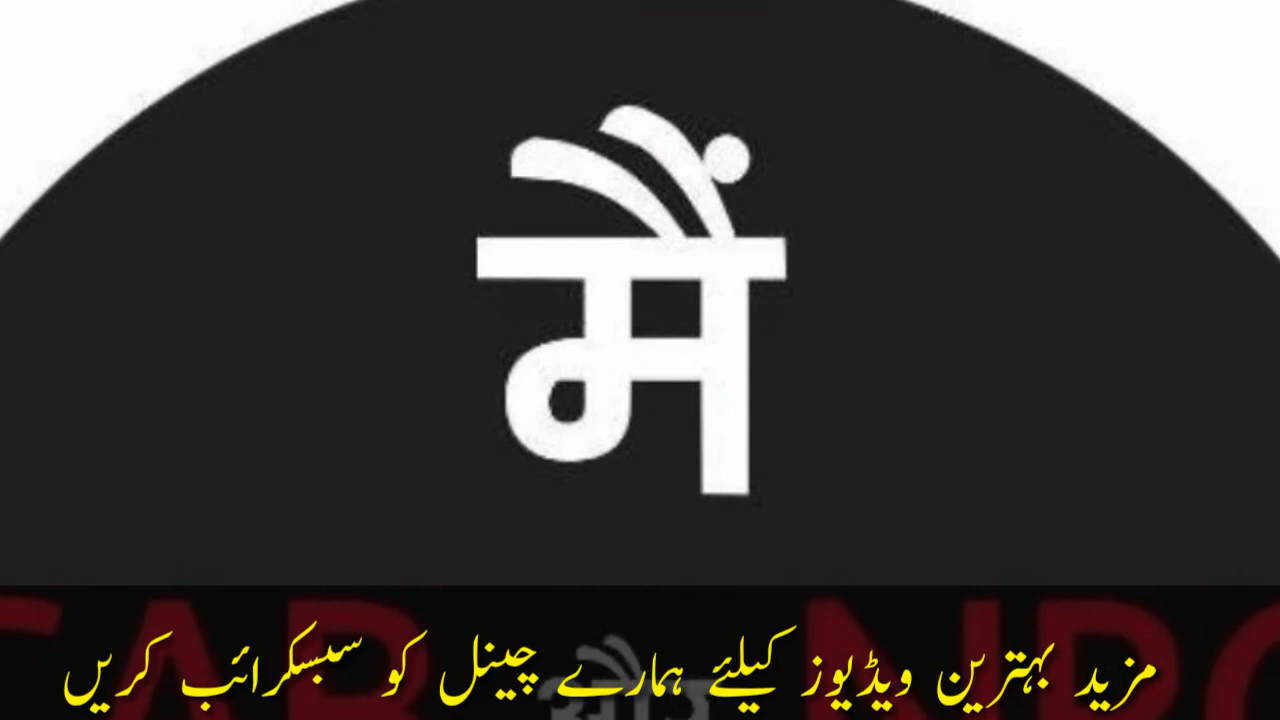 मैं
مزید بہترین ویڈیوز کیلئے ہمارے چینل کو سبسکرائب کریں